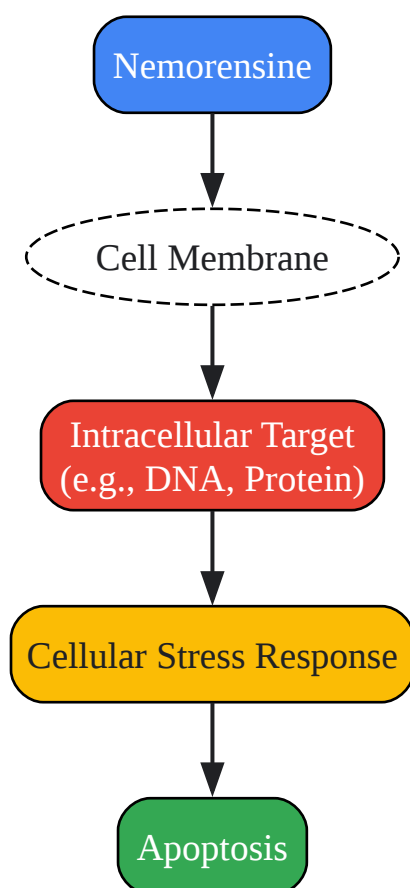 Nemorensine
Cell Membrane
Intracellular Target
(e.g., DNA, Protein)
Cellular Stress Response
Apoptosis